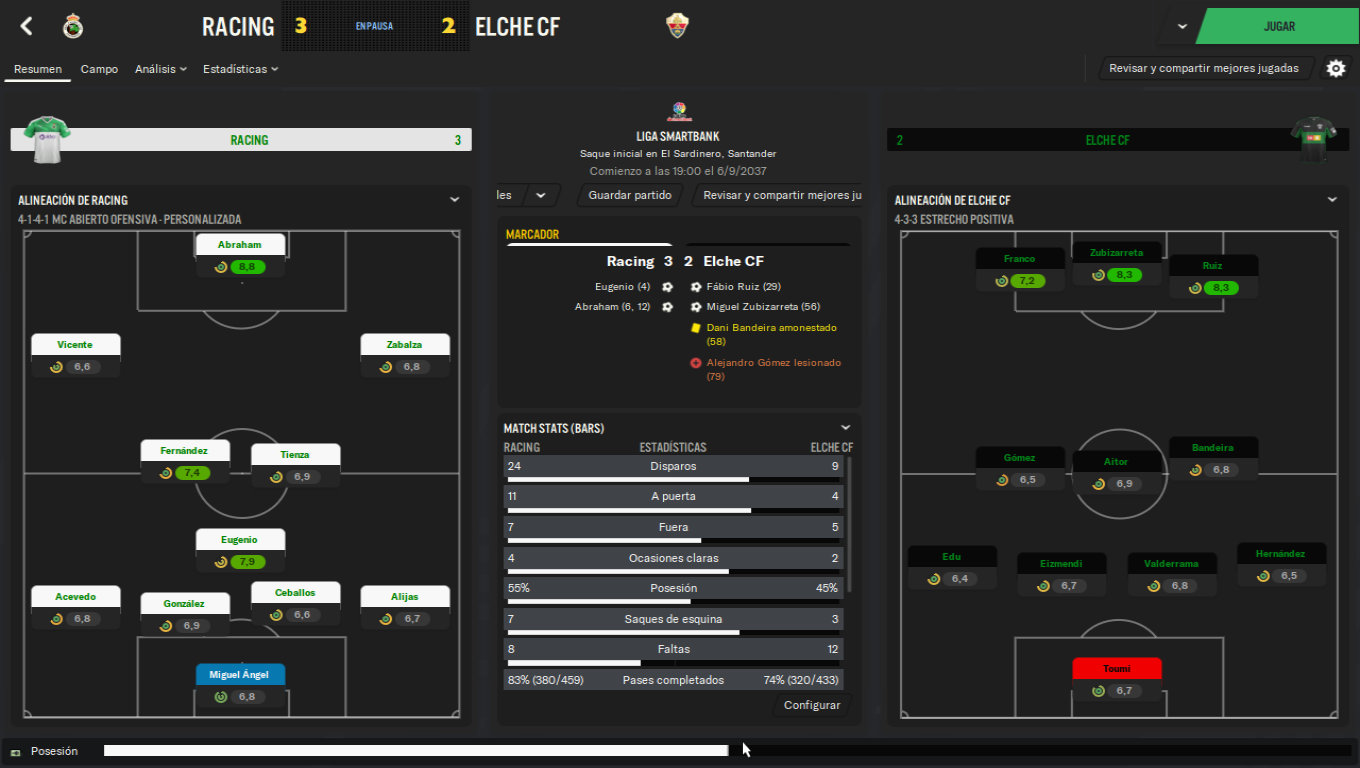 RACING 3 EN PAUSA 2 ELCHE CF
JUGAR
Resumen Campo Análisis Estadísticas
Revisar y compartir mejores jugadas
RACING 3
LIGA SMARTBANK
Saque inicial en El Sardinero, Santander
Comienzo a las 19:00 el 6/9/2037
les Guardar partido Revisar y compartir mejores ju
2 ELCHE CF
ALINEACIÓN DE RACING
4-1-4-1 MC ABIERTO OFENSIVA - PERSONALIZADA
Abraham
8,8
Vicente
6,6
Zabalza
6,8
Fernández
7,4
Tienza
6,9
Eugenio
7,9
Acevedo
6,8
González
6,9
Ceballos
6,6
Alijas
6,7
Miguel Ángel
6,8
MARCADOR
Racing 3 2 Elche CF
Eugenio (4) Fábio Ruiz (29)
Abraham (6, 12) Miguel Zubizarreta (56)
Dani Bandeira amonestado
(58)
Alejandro Gómez lesionado
(79)
MATCH STATS (BARS)
RACING ESTADÍSTICAS ELCHE CF
24 Disparos 9
11 A puerta 4
7 Fuera 5
4 Ocasiones claras 2
55% Posesión 45%
7 Saques de esquina 3
8 Faltas 12
83% (380/459) Pases completados 74% (320/433)
Configurar
ALINEACIÓN DE ELCHE CF
4-3-3 ESTRECHO POSITIVA
Franco
7,2
Zubizarreta
8,3
Ruiz
8,3
Gómez
6,5
Aitor
6,9
Bandeira
6,8
Edu
6,4
Eizmendi
6,7
Valderrama
6,8
Hernández
6,5
Toumi
6,7
Posesión